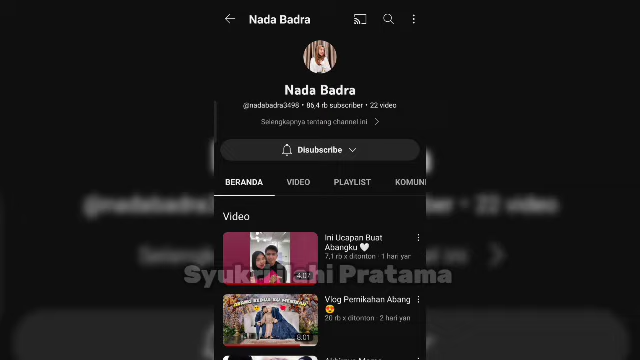 Nada Badra
Nada Badra
@nadabadra3498 • 86,4 rb subscriber • 22 video
Selengkapnya tentang channel ini
Disubscribe
BERANDA VIDEO PLAYLIST KOMUNI
Video
Ini Ucapan Buat
Abangku 🤍
7,1 rb x ditonton · 1 hari yan
4:07
Pratama
Vlog Pernikahan Abang
😍
20 rb x ditonton · 2 hari yan
8:01